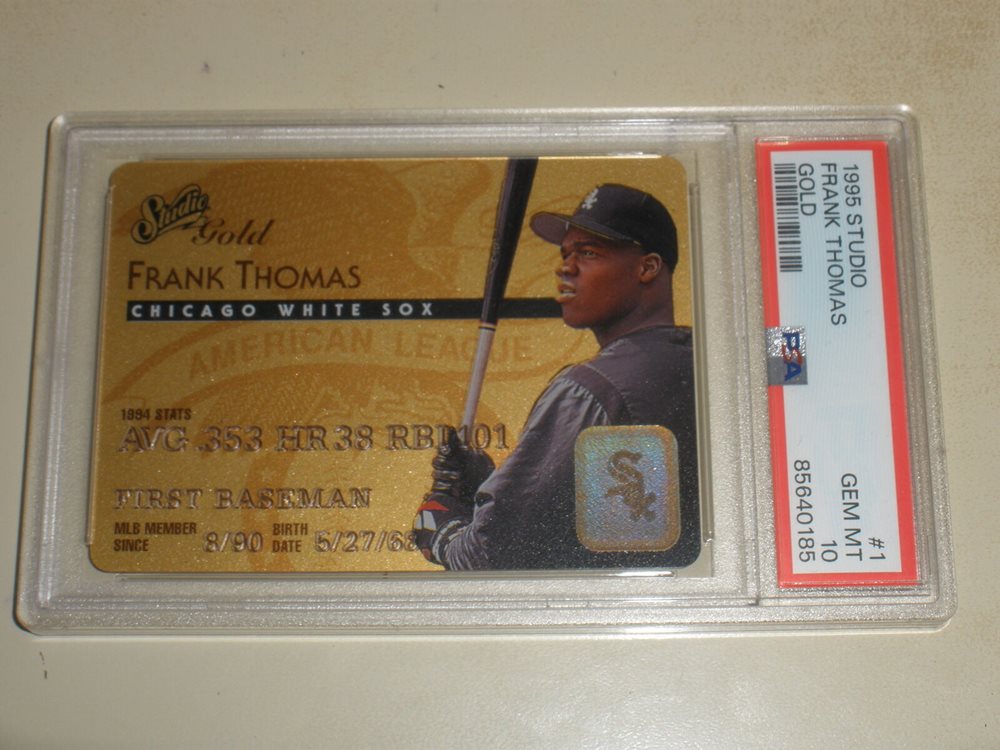 Studio
Gold
FRANK THOMAS
CHICAGO WHITE SOX
AMERICAN LEAGUE
1994 STATS
AVG .353 HR 38 RBI 101
FIRST BASEMAN
MLB MEMBER SINCE 8/90 BIRTH DATE 5/27/68
Sox
1995 STUDIO
FRANK THOMAS
GOLD
#1
GEM MT
10
85640185
PSA